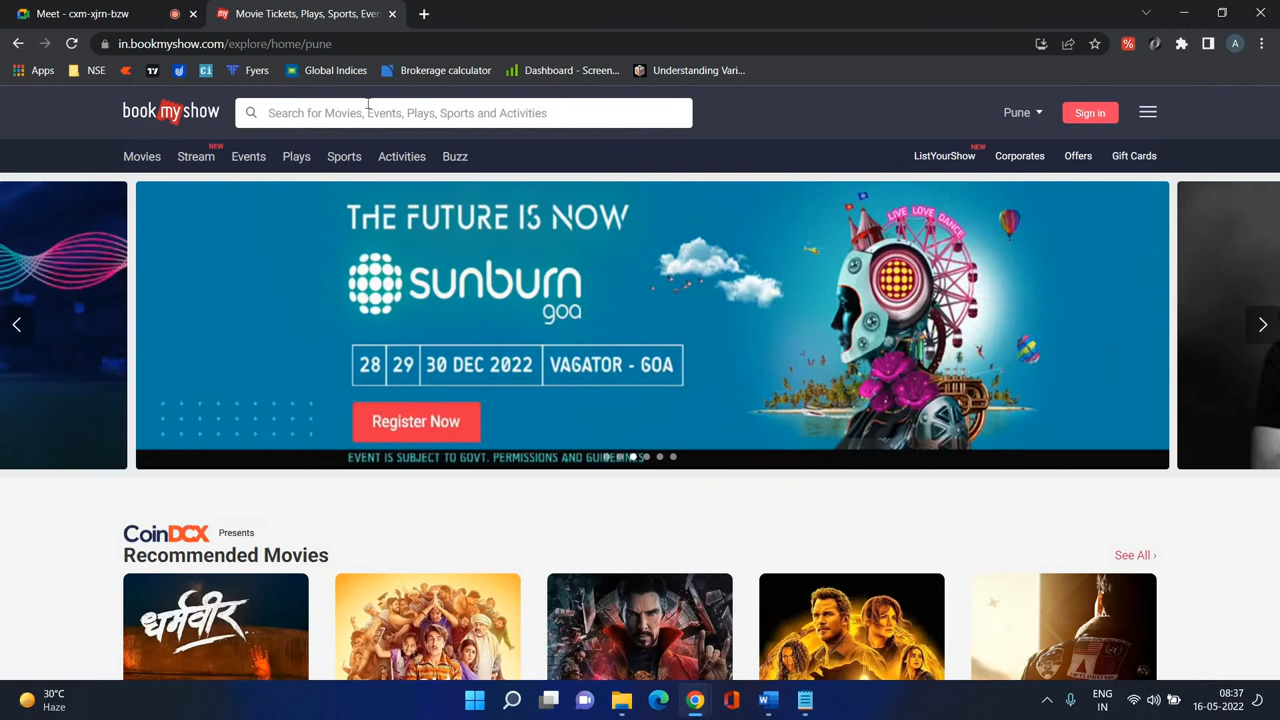 Meet - cxm-xjrn-bzw
my Movie Tickets, Plays, Sports, Even
in.bookmyshow.com/explore/home/pune
A
Apps NSE TV Ci Fyers Global Indices Brokerage calculator Dashboard - Screen... Understanding Vari...
book my show
Search for Movies, Events, Plays, Sports and Activities
Pune
Sign in
Movies Stream NEW Events Plays Sports Activities Buzz
ListYourShow NEW Corporates Offers Gift Cards
THE FUTURE IS NOW
sunburn
goa
28 29 30 DEC 2022 VAGATOR - GOA
Register Now
EVENT IS SUBJECT TO GOVT. PERMISSIONS AND GUIDELINES
LIVE LOVE DANCE
CoinDCX Presents
Recommended Movies
See All ›
धर्मवीर
30°C
Haze
ENG
IN
08:37
16-05-2022